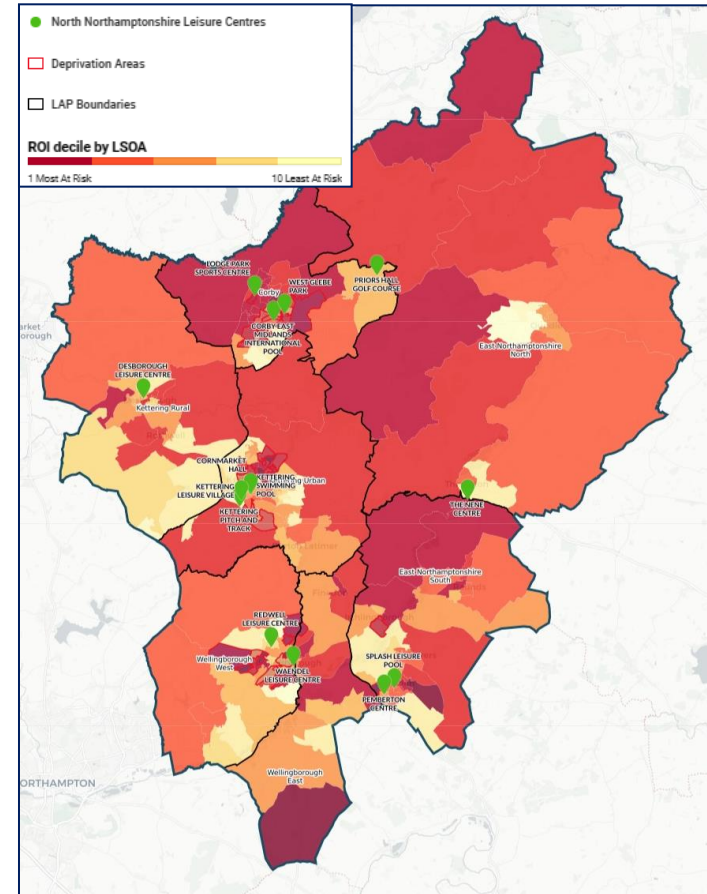 North Northamptonshire Leisure Centres
Deprivation Areas
LAP Boundaries
ROI decile by LSOA
1 Most At Risk
10 Least At Risk
LODGE PARK
SPORTS CENTRE
WEST GLEBE
PARK
Corby
PRIORS HALL
GOLF COURSE
CORBY EAST
MIDLANDS
INTERNATIONAL
POOL
East Northamptonshire
North
DESBOROUGH
LEISURE CENTRE
Kettering Rural
CORNMARKET
HALL
KETTERING
SWIMMING
POOL
Urban
KETTERING
LEISURE VILLAGE
KETTERING
PITCH AND
TRACK
THE NENE
CENTRE
East Northamptonshire
South
REDWELL
LEISURE CENTRE
Wellingborough
West
WAENDEL
LEISURE CENTRE
SPLASH LEISURE
POOL
PEMBERTON
CENTRE
Wellingborough
East
ORTHAMPTON